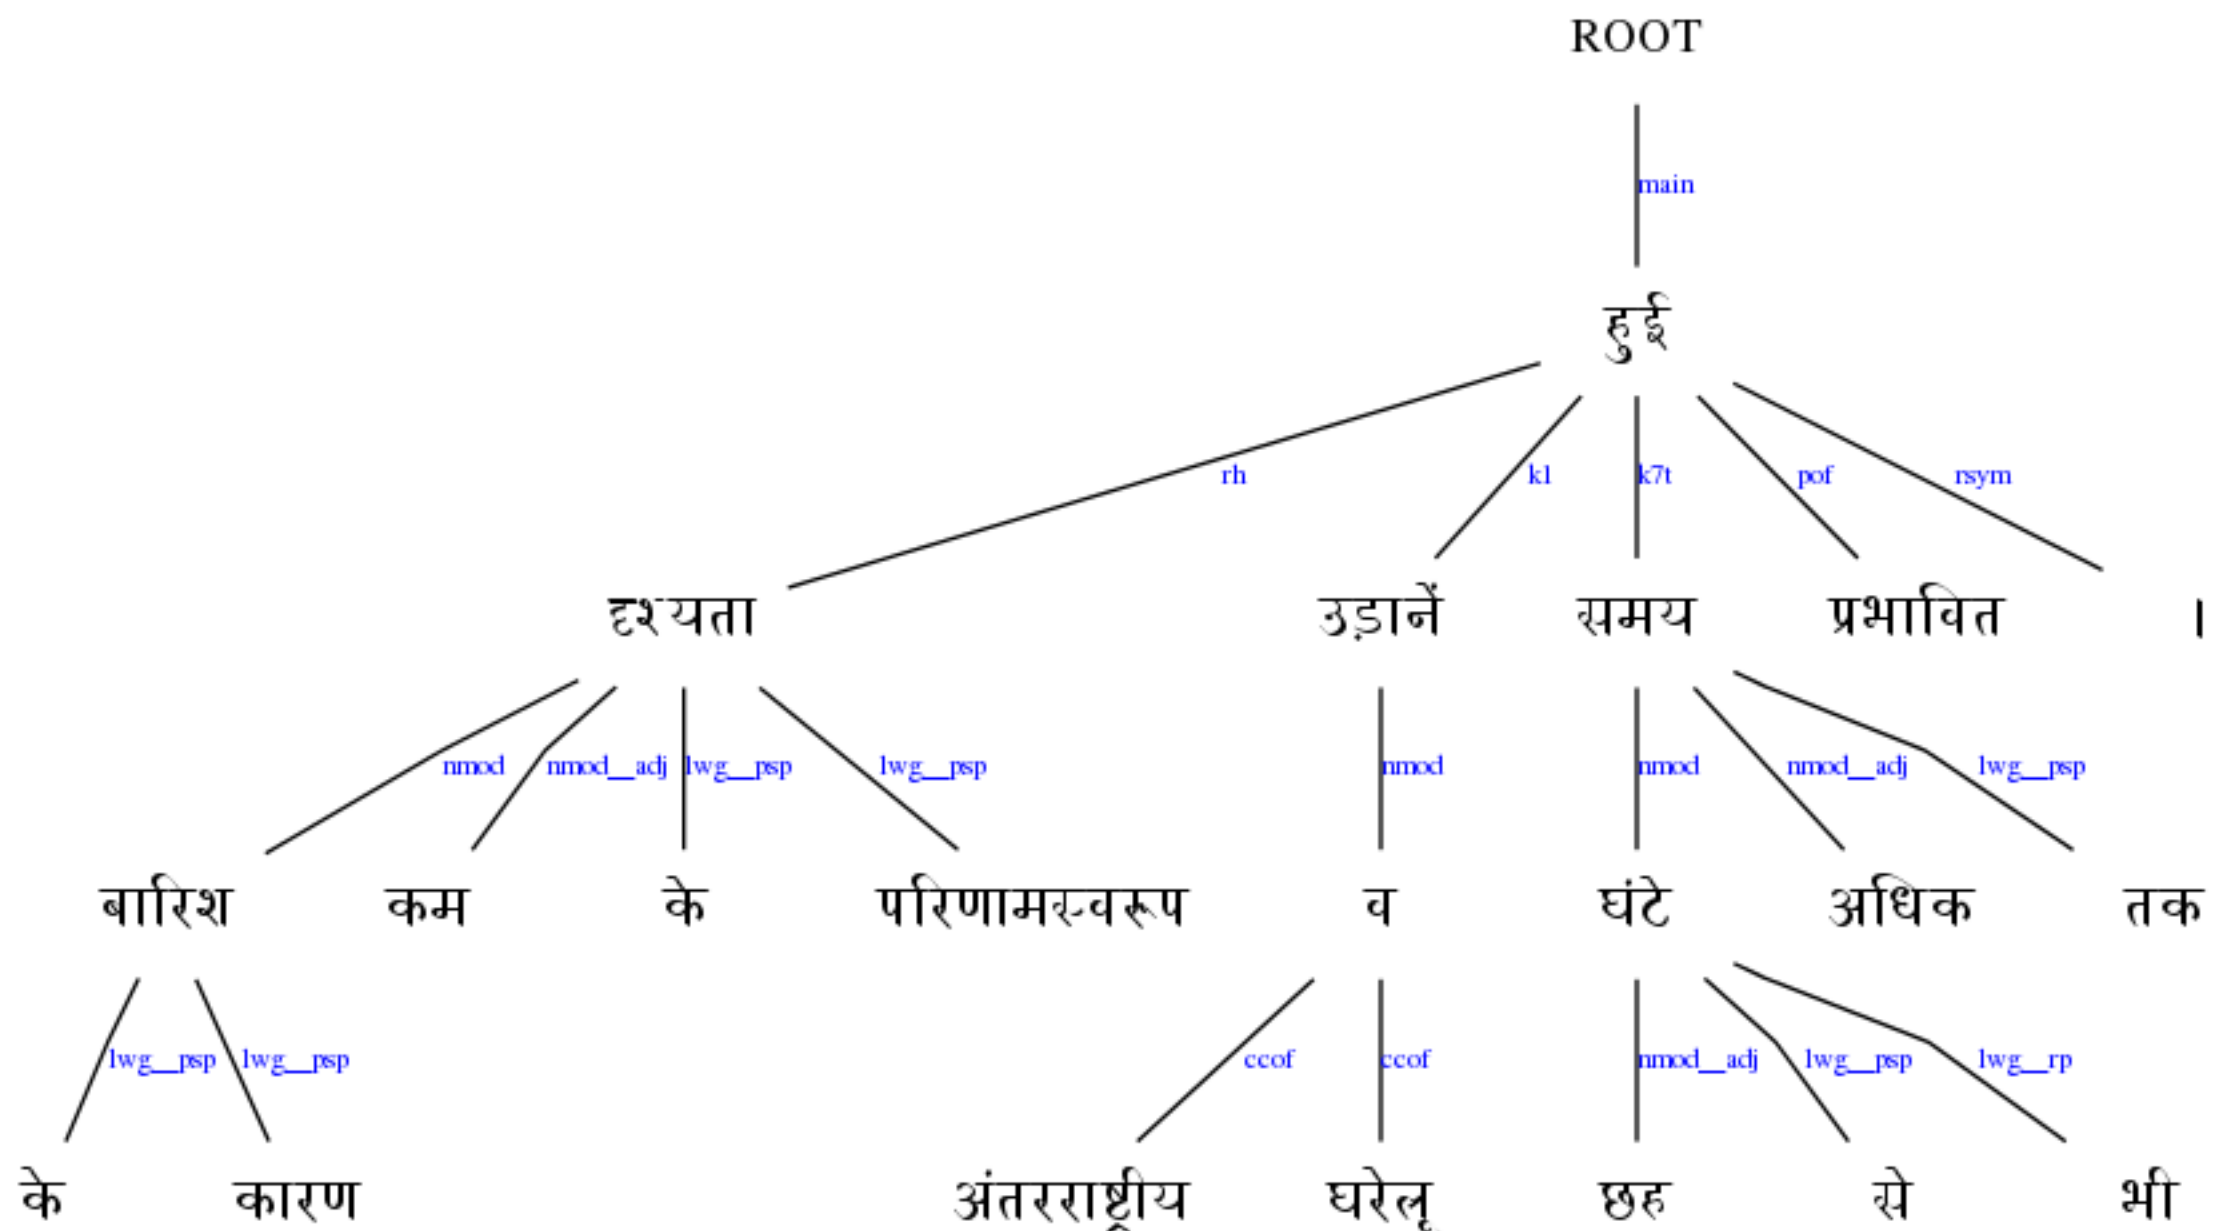 ROOT
main
हुई
rh k1 k7t pof rsym
दृश्यता उड़ानें समय प्रभावित ।
nmod nmod__adj lwg__psp lwg__psp nmod nmod nmod__adj lwg__psp
बारिश कम के परिणामस्वरूप व घंटे अधिक तक
lwg__psp lwg__psp ccof ccof nmod__adj lwg__psp lwg__rp
के कारण अंतरराष्ट्रीय घरेलू छह से भी